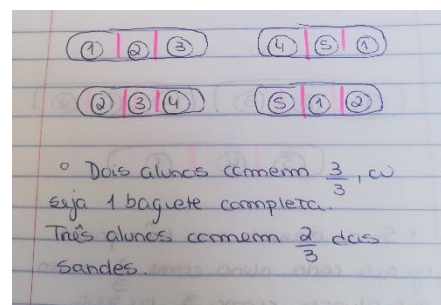 ① ② ③ ④ ⑤ ①
② ③ ④ ⑤ ① ②
° Dois alunos comem 3/3, ou
seja 1 baguete completa.
Três alunos comem 2/3 das
sandes.